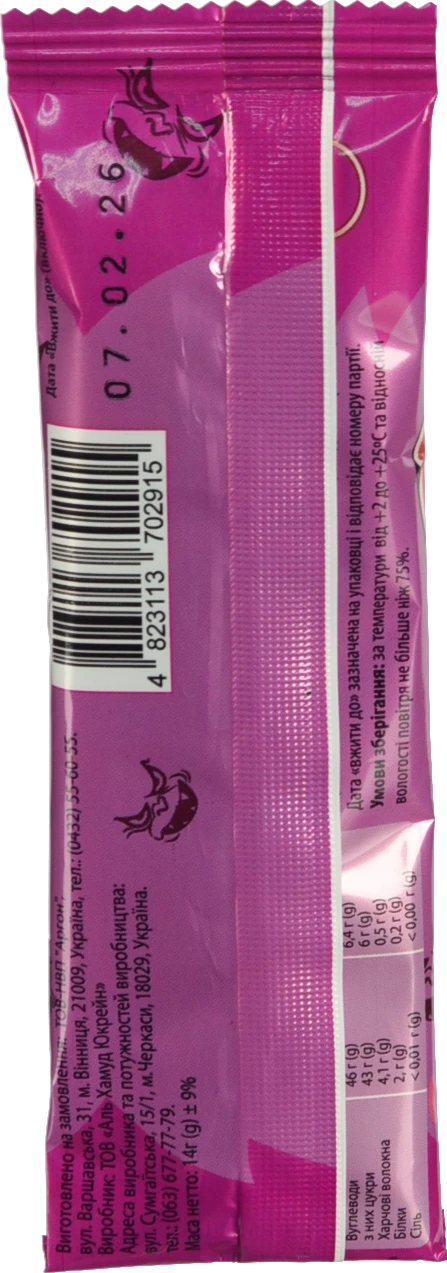 Виготовлено на замовлення: ТОВ НВП "Аргон",
вул. Варшавська, 31, м. Вінниця, 21009, Україна, тел.: (0432) 55-60-55.
Виробник: ТОВ «Аль Хамуд Юкрейн»
Адреса виробника та потужностей виробництва:
вул. Сумгаїтська, 15/1, м.Черкаси, 18029, Україна.
тел.: (063) 677-77-79.
Маса нетто: 14г (g) ± 9%
4 823113 702915
Дата «Вжити до» (включно):
07.02.26
Вуглеводи 46 г (g) 6,4 г (g)
з них цукри 43 г (g) 6 г (g)
Харчові волокна 4,1 г (g) 0,5 г (g)
Білки 2, г (g) 0,2 г (g)
Сіль <0,01 г (g) <0,00 г (g)
Дата «вжити до» зазначена на упаковці і відповідає номеру партії.
Умови зберігання: за температури від +2 до +25°С та відносній
вологості повітря не більше ніж 75%.